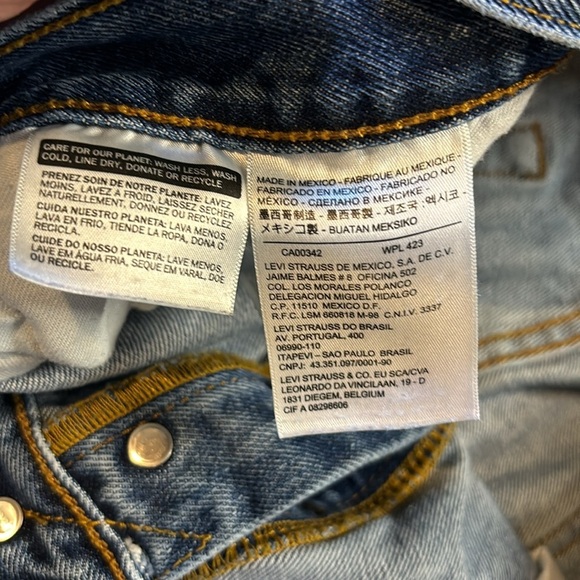 CARE FOR OUR PLANET: WASH LESS, WASH
COLD, LINE DRY, DONATE OR RECYCLE
PRENEZ SOIN DE NOTRE PLANETE: LAVEZ
MOINS, LAVEZ A FROID, LAISSEZ SECHER
NATURELLEMENT, DONNEZ OU RECYCLEZ
CUIDA NUESTRO PLANETA: LAVA MENOS,
LAVA EN FRIO, TIENDE LA ROPA, DONA O
RECICLA.
CUIDE DO NOSSO PLANETA: LAVE MENOS,
LAVE EM ÁGUA FRIA, SEQUE EM VARAL, DOE
OU RECICLE.
MADE IN MEXICO - FABRIQUE AU MEXIQUE -
FABRICADO EN MEXICO - FABRICADO NO
MÉXICO - СДЕЛАНО В МЕКСИКЕ -
墨西哥制造 - 墨西哥製 - 제조국 - 멕시코 -
メキシコ製 - BUATAN MEKSIKO
CA00342 WPL 423
LEVI STRAUSS DE MEXICO, S.A. DE C.V.
JAIME BALMES # 8 OFICINA 502
COL. LOS MORALES POLANCO
DELEGACION MIGUEL HIDALGO
C.P. 11510 MEXICO D.F.
R.F.C. LSM 660818 M-98 C.N.I.V. 3337
LEVI STRAUSS DO BRASIL
AV. PORTUGAL, 400
06990-110
ITAPEVI – SAO PAULO BRASIL
CNPJ: 43.351.097/0001-90
LEVI STRAUSS & CO. EU SCA/CVA
LEONARDO DA VINCILAAN, 19 - D
1831 DIEGEM, BELGIUM
CIF A 08298606